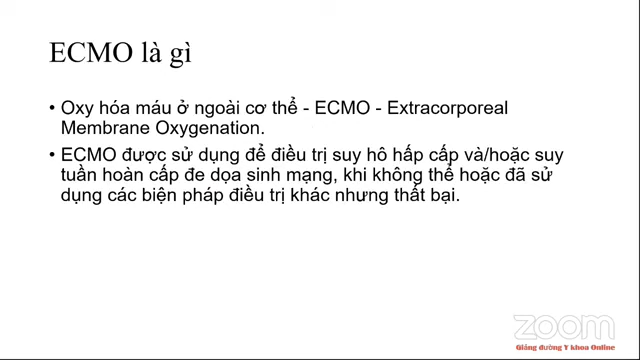 ECMO là gì
• Oxy hóa máu ở ngoài cơ thể - ECMO - Extracorporeal
Membrane Oxygenation.
• ECMO được sử dụng để điều trị suy hô hấp cấp và/hoặc suy
tuần hoàn cấp đe dọa sinh mạng, khi không thể hoặc đã sử
dụng các biện pháp điều trị khác nhưng thất bại.
zoom
Giảng đường Y khoa Online